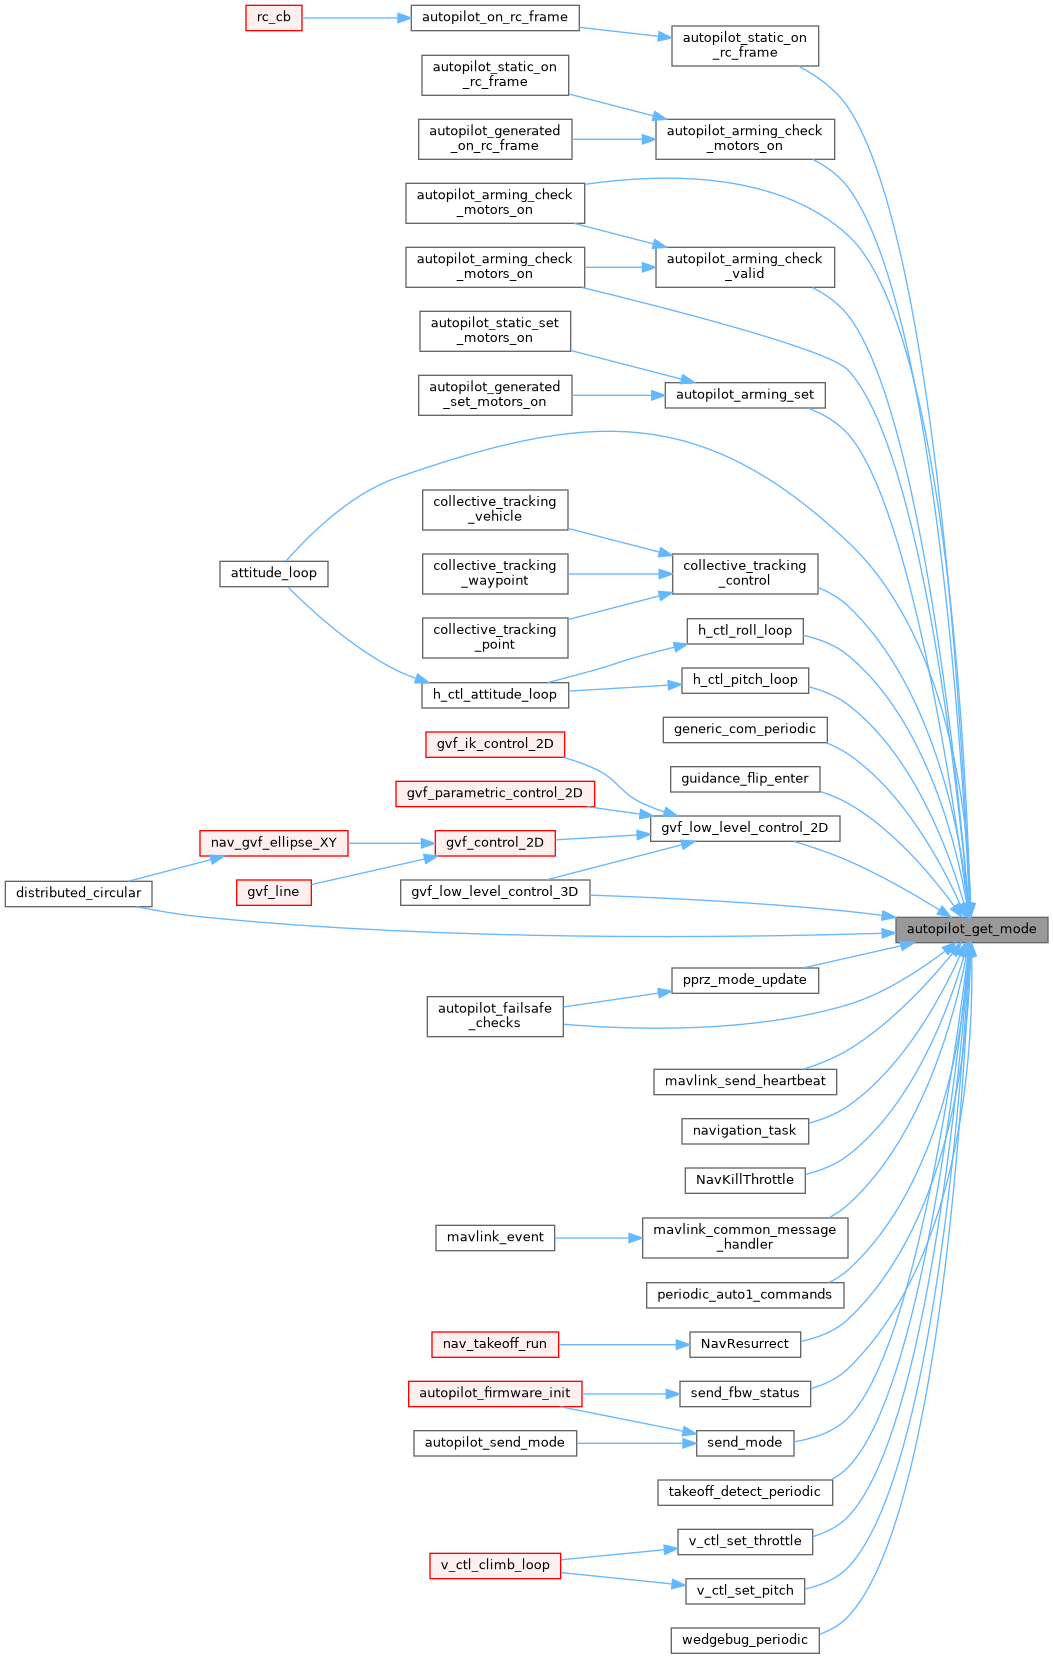 rc_cb
autopilot_on_rc_frame
autopilot_static_on
_rc_frame
autopilot_static_on
_rc_frame
autopilot_generated
_on_rc_frame
autopilot_arming_check
_motors_on
autopilot_arming_check
_motors_on
autopilot_arming_check
_motors_on
autopilot_arming_check
_valid
autopilot_static_set
_motors_on
autopilot_generated
_set_motors_on
autopilot_arming_set
collective_tracking
_vehicle
attitude_loop
collective_tracking
_waypoint
collective_tracking
_control
collective_tracking
_point
h_ctl_roll_loop
h_ctl_attitude_loop
h_ctl_pitch_loop
generic_com_periodic
gvf_ik_control_2D
guidance_flip_enter
gvf_parametric_control_2D
gvf_low_level_control_2D
nav_gvf_ellipse_XY
gvf_control_2D
distributed_circular
gvf_line
gvf_low_level_control_3D
autopilot_get_mode
pprz_mode_update
autopilot_failsafe
_checks
mavlink_send_heartbeat
navigation_task
NavKillThrottle
mavlink_event
mavlink_common_message
_handler
periodic_auto1_commands
nav_takeoff_run
NavResurrect
autopilot_firmware_init
send_fbw_status
autopilot_send_mode
send_mode
takeoff_detect_periodic
v_ctl_set_throttle
v_ctl_climb_loop
v_ctl_set_pitch
wedgebug_periodic